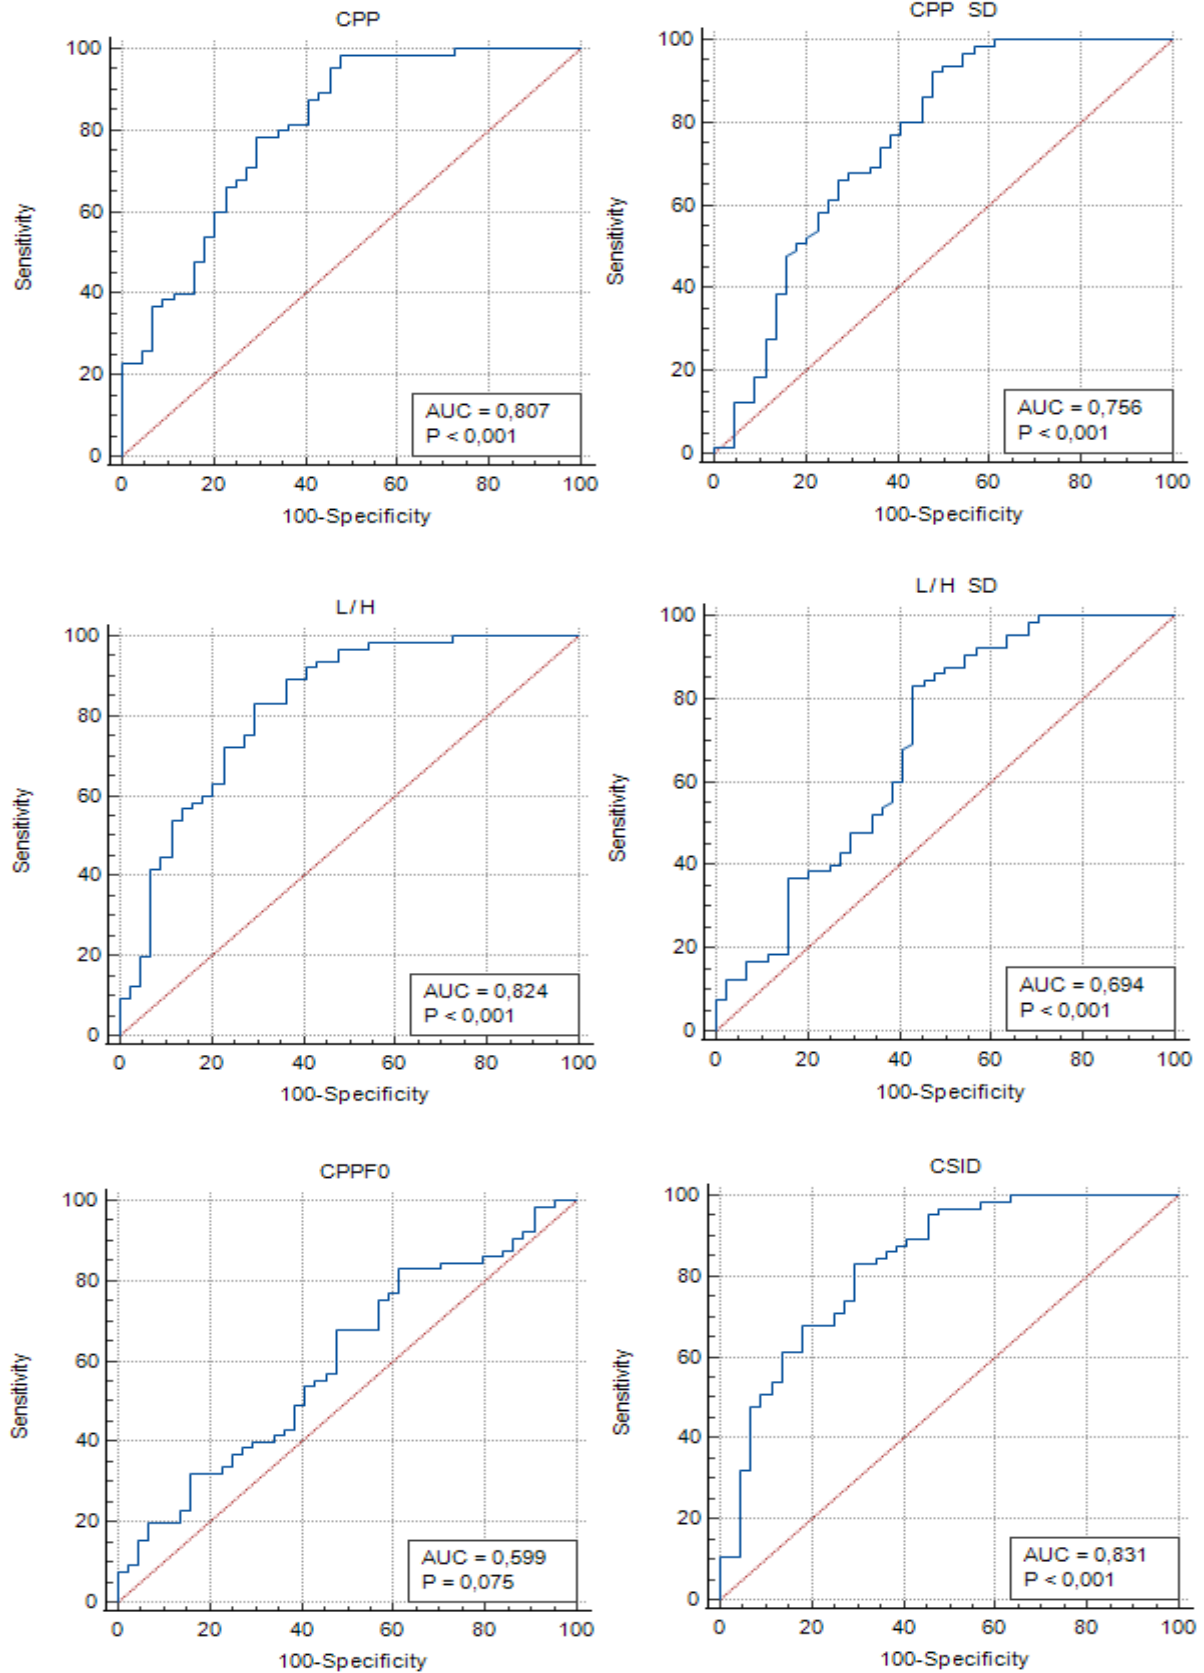 CPP
100
80
60
40
20
0
Sensitivity
AUC = 0,807
P < 0,001
0 20 40 60 80 100
100-Specificity
CPP SD
100
80
60
40
20
0
Sensitivity
AUC = 0,756
P < 0,001
0 20 40 60 80 100
100-Specificity
L/H
100
80
60
40
20
0
Sensitivity
AUC = 0,824
P < 0,001
0 20 40 60 80 100
100-Specificity
L/H SD
100
80
60
40
20
0
Sensitivity
AUC = 0,694
P < 0,001
0 20 40 60 80 100
100-Specificity
CPPF0
100
80
60
40
20
0
Sensitivity
AUC = 0,599
P = 0,075
0 20 40 60 80 100
100-Specificity
CSID
100
80
60
40
20
0
Sensitivity
AUC = 0,831
P < 0,001
0 20 40 60 80 100
100-Specificity